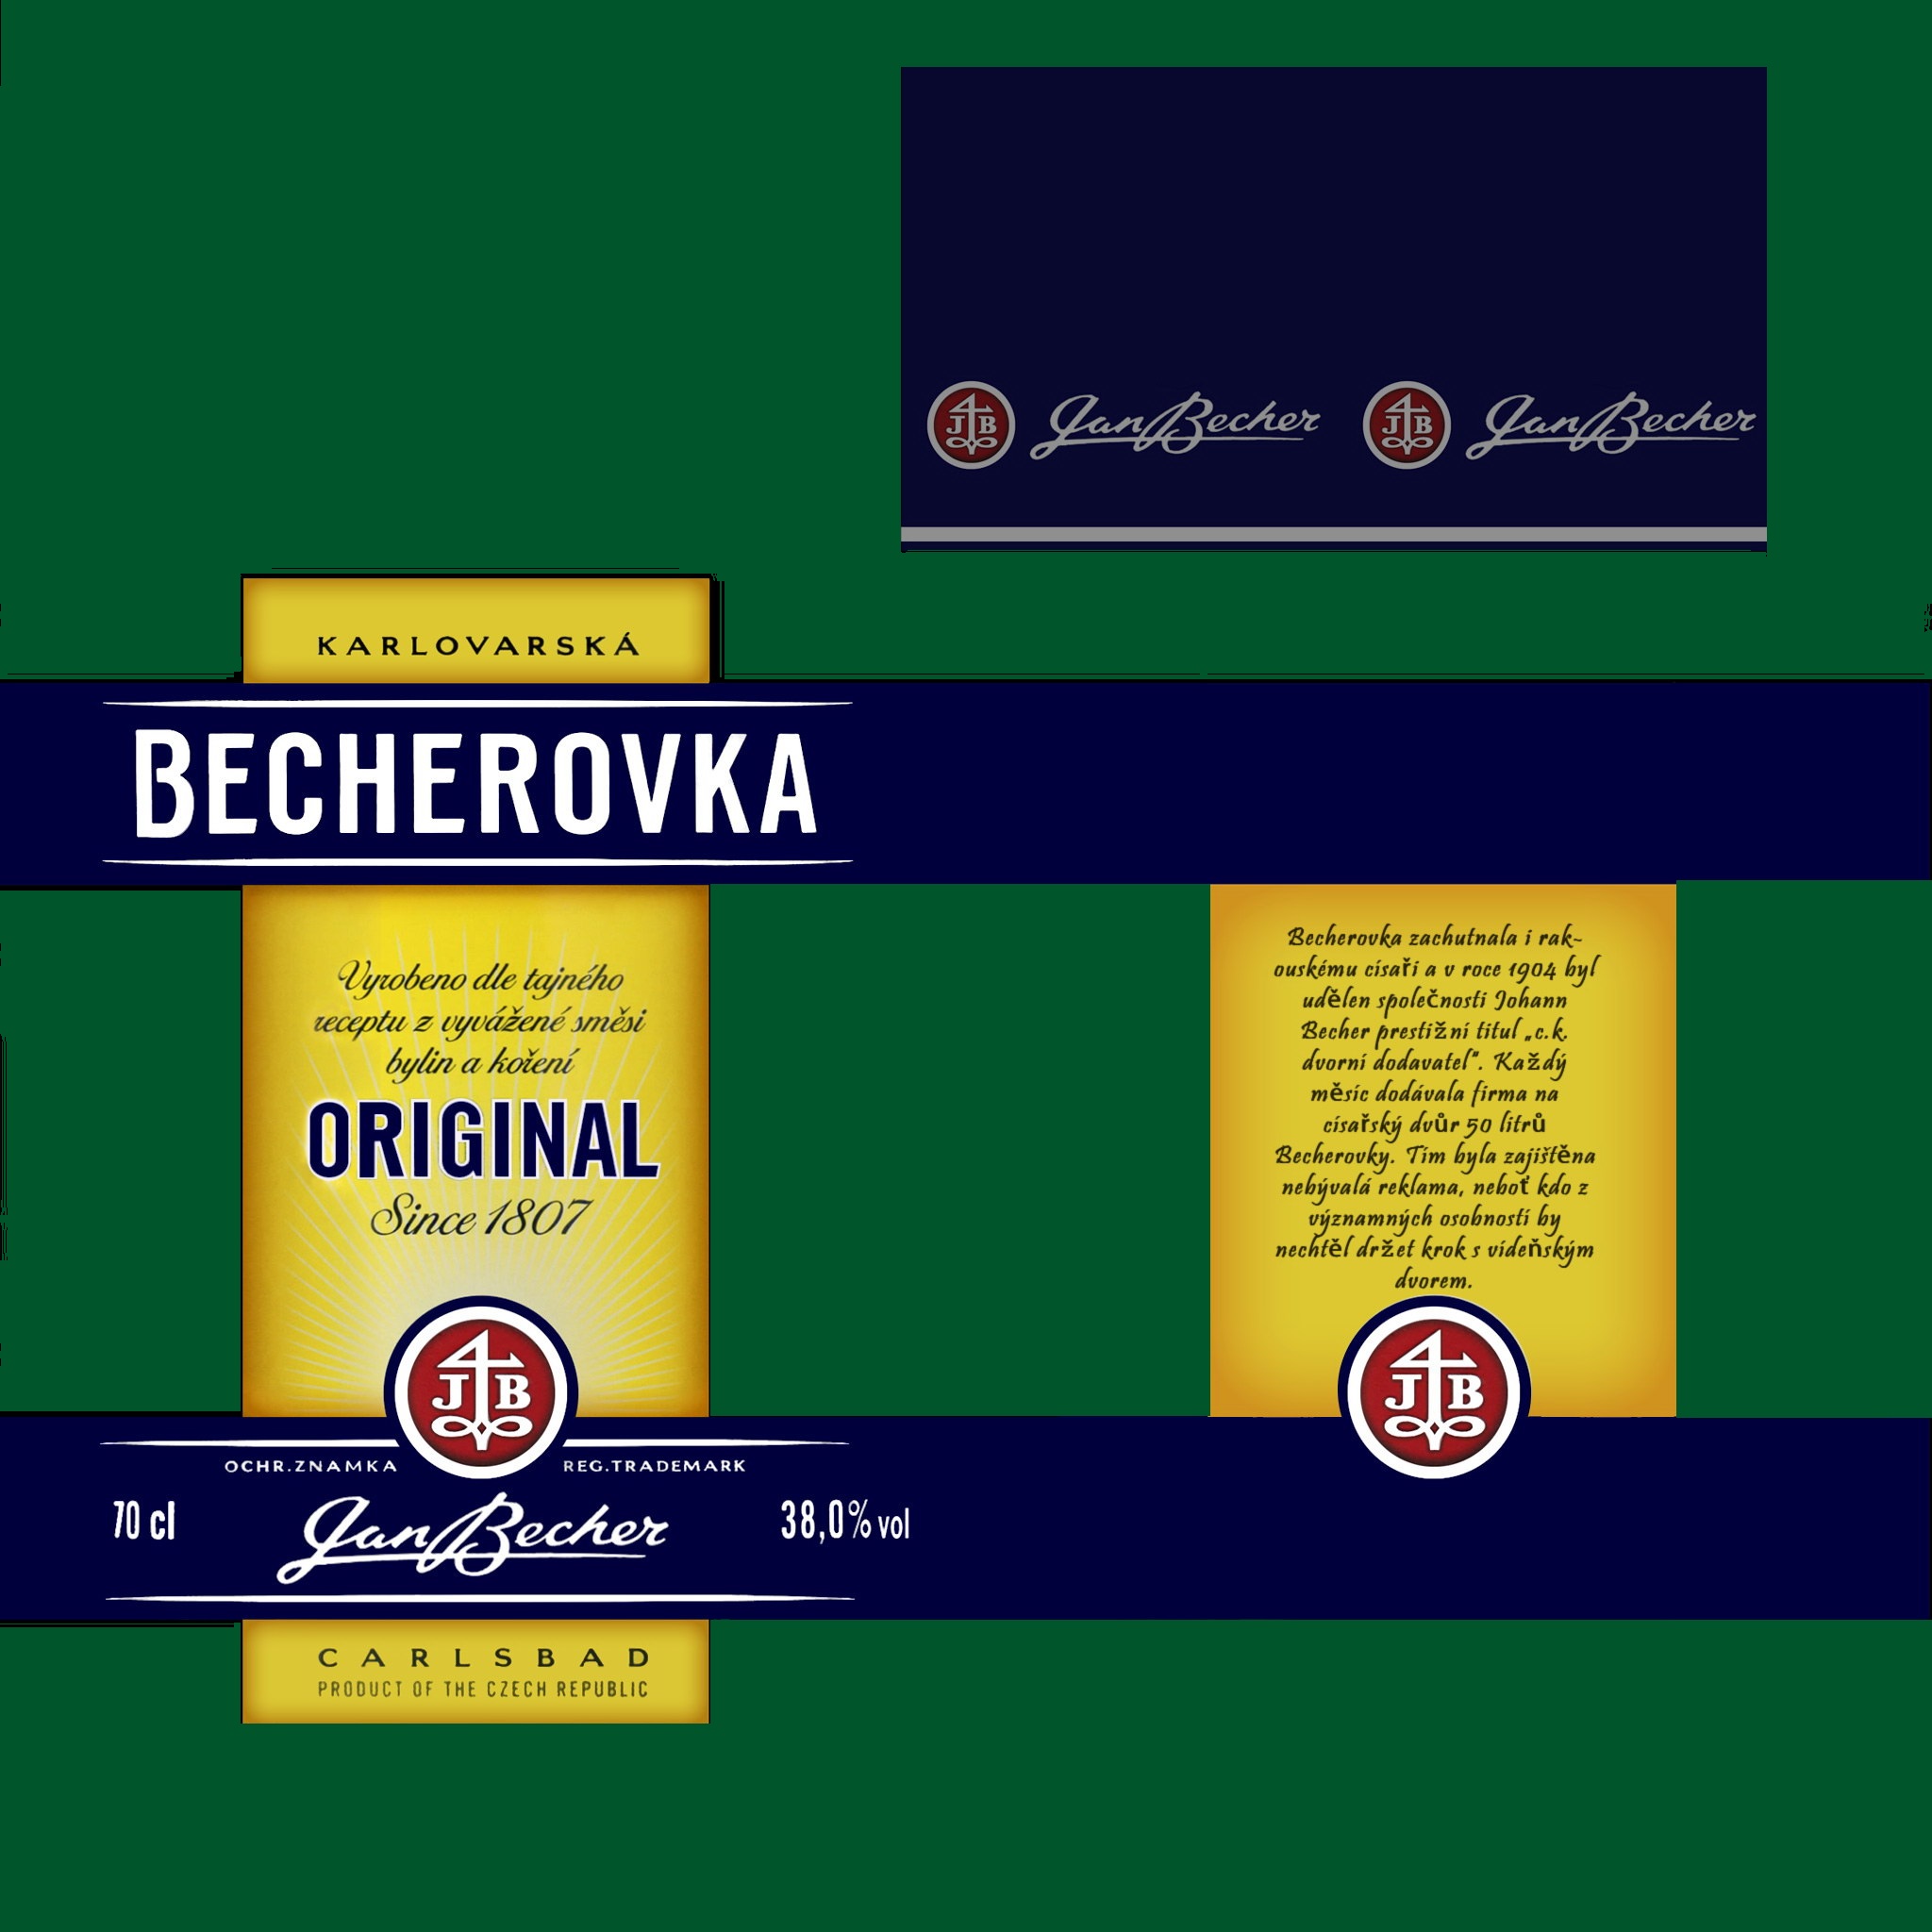 JB Jan Becher JB Jan Becher
KARLOVARSKÁ
BECHEROVKA
Vyrobeno dle tajného
receptu z vyvážené směsi
bylin a koření
ORIGINAL
Since 1807
JB
OCHR.ZNAMKA REG.TRADEMARK
70 cl Jan Becher 38,0% vol
CARLSBAD
PRODUCT OF THE CZECH REPUBLIC
Becherovka zachutnala i rak-
ouskému císaři a v roce 1904 byl
udělen společnosti Johann
Becher prestižní titul „c.k.
dvorní dodavatel". Každý
měsíc dodávala firma na
císařský dvůr 50 litrů
Becherovky. Tím byla zajištěna
nebývalá reklama, neboť kdo z
významných osobností by
nechtěl držet krok s vídeňským
dvorem.
JB